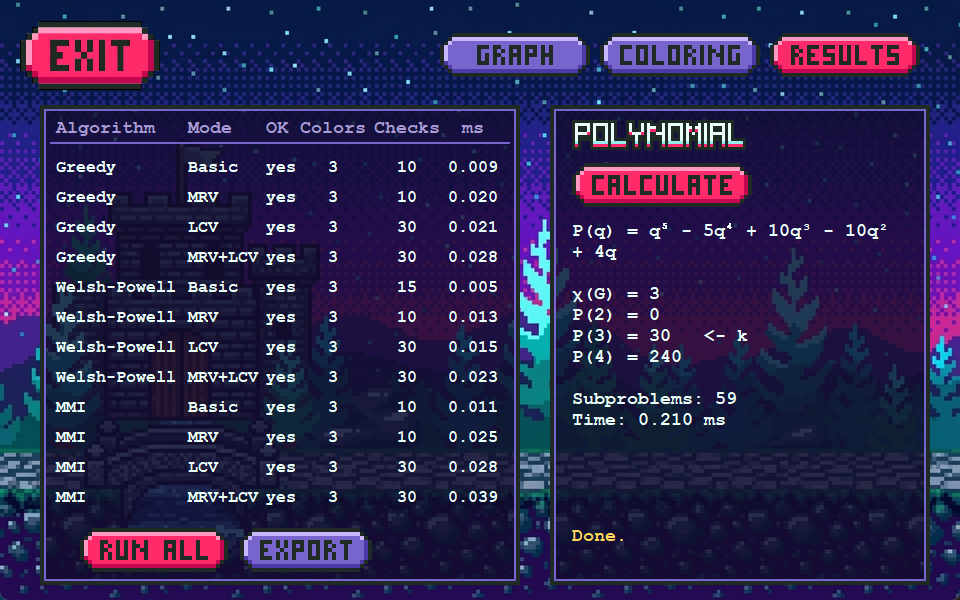 EXIT
GRAPH COLORING RESULTS
Algorithm Mode OK Colors Checks ms
Greedy Basic yes 3 10 0.009
Greedy MRV yes 3 10 0.020
Greedy LCV yes 3 30 0.021
Greedy MRV+LCV yes 3 30 0.028
Welsh-Powell Basic yes 3 15 0.005
Welsh-Powell MRV yes 3 10 0.013
Welsh-Powell LCV yes 3 30 0.015
Welsh-Powell MRV+LCV yes 3 30 0.023
MMI Basic yes 3 10 0.011
MMI MRV yes 3 10 0.025
MMI LCV yes 3 30 0.028
MMI MRV+LCV yes 3 30 0.039
RUN ALL EXPORT
POLYNOMIAL
CALCULATE
P(q) = q⁵ - 5q⁴ + 10q³ - 10q²
+ 4q
χ(G) = 3
P(2) = 0
P(3) = 30 <- k
P(4) = 240
Subproblems: 59
Time: 0.210 ms
Done.